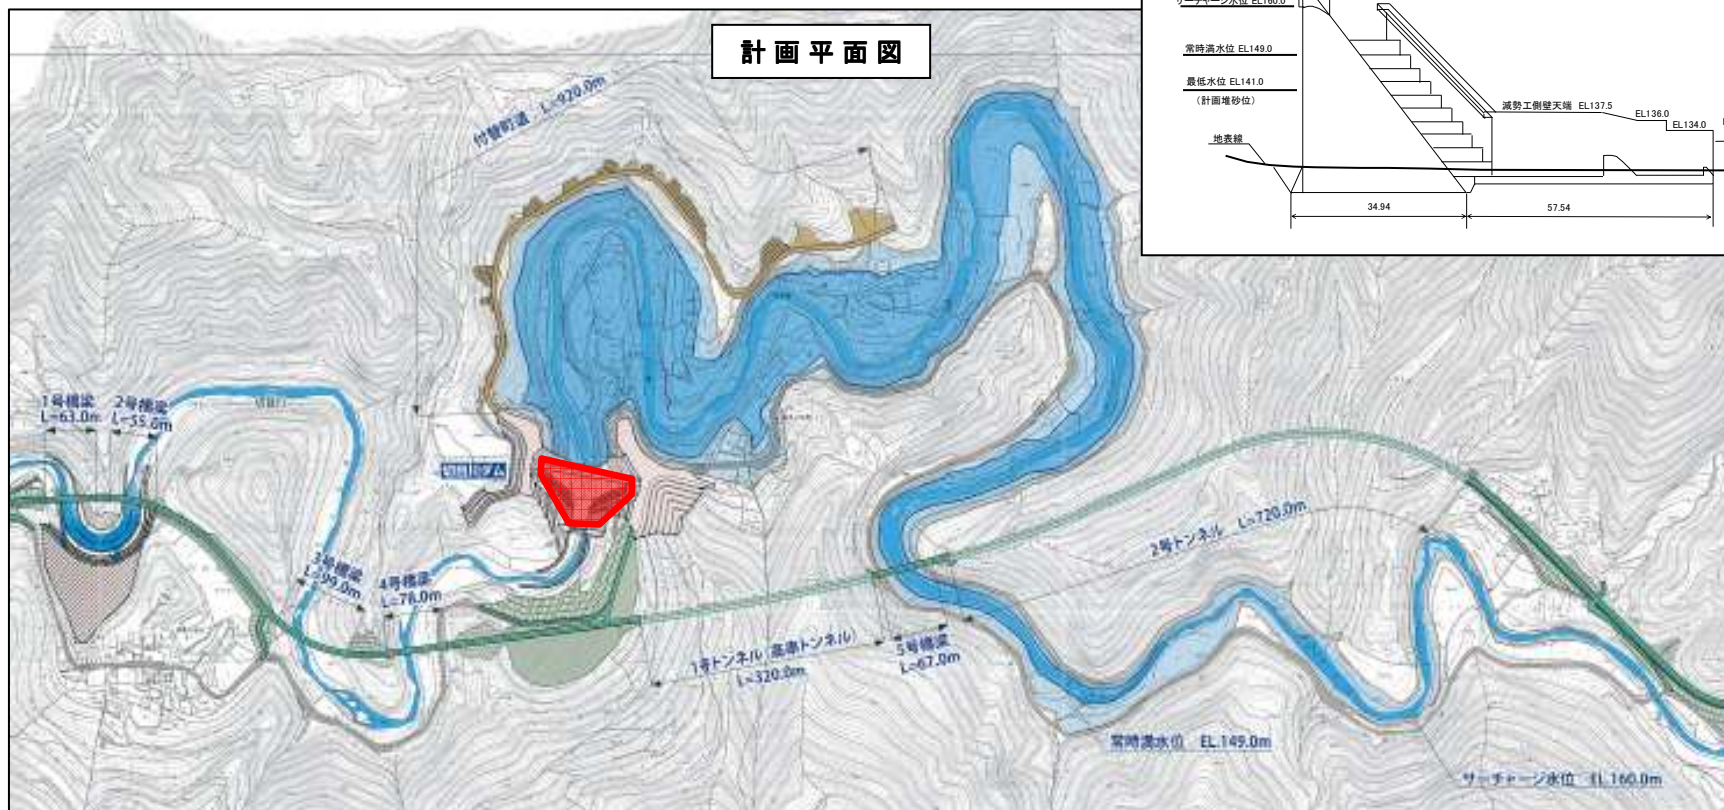 計画平面図
サーチャージ水位 EL160.0
常時満水位 EL149.0
最低水位 EL141.0
(計画堆砂位)
地表線
減勢工側壁天端 EL137.5
EL136.0
EL134.0
34.94
57.54
付替町道 L=920.0m
1号橋梁
L=63.0m
2号橋梁
L=55.0m
3号橋梁
L=99.0m
4号橋梁
L=78.0m
1号トンネル(高串トンネル)
L=320.0m
5号橋梁
L=67.0m
2号トンネル L=720.0m
常時満水位 EL.149.0m
サーチャージ水位 EL.160.0m